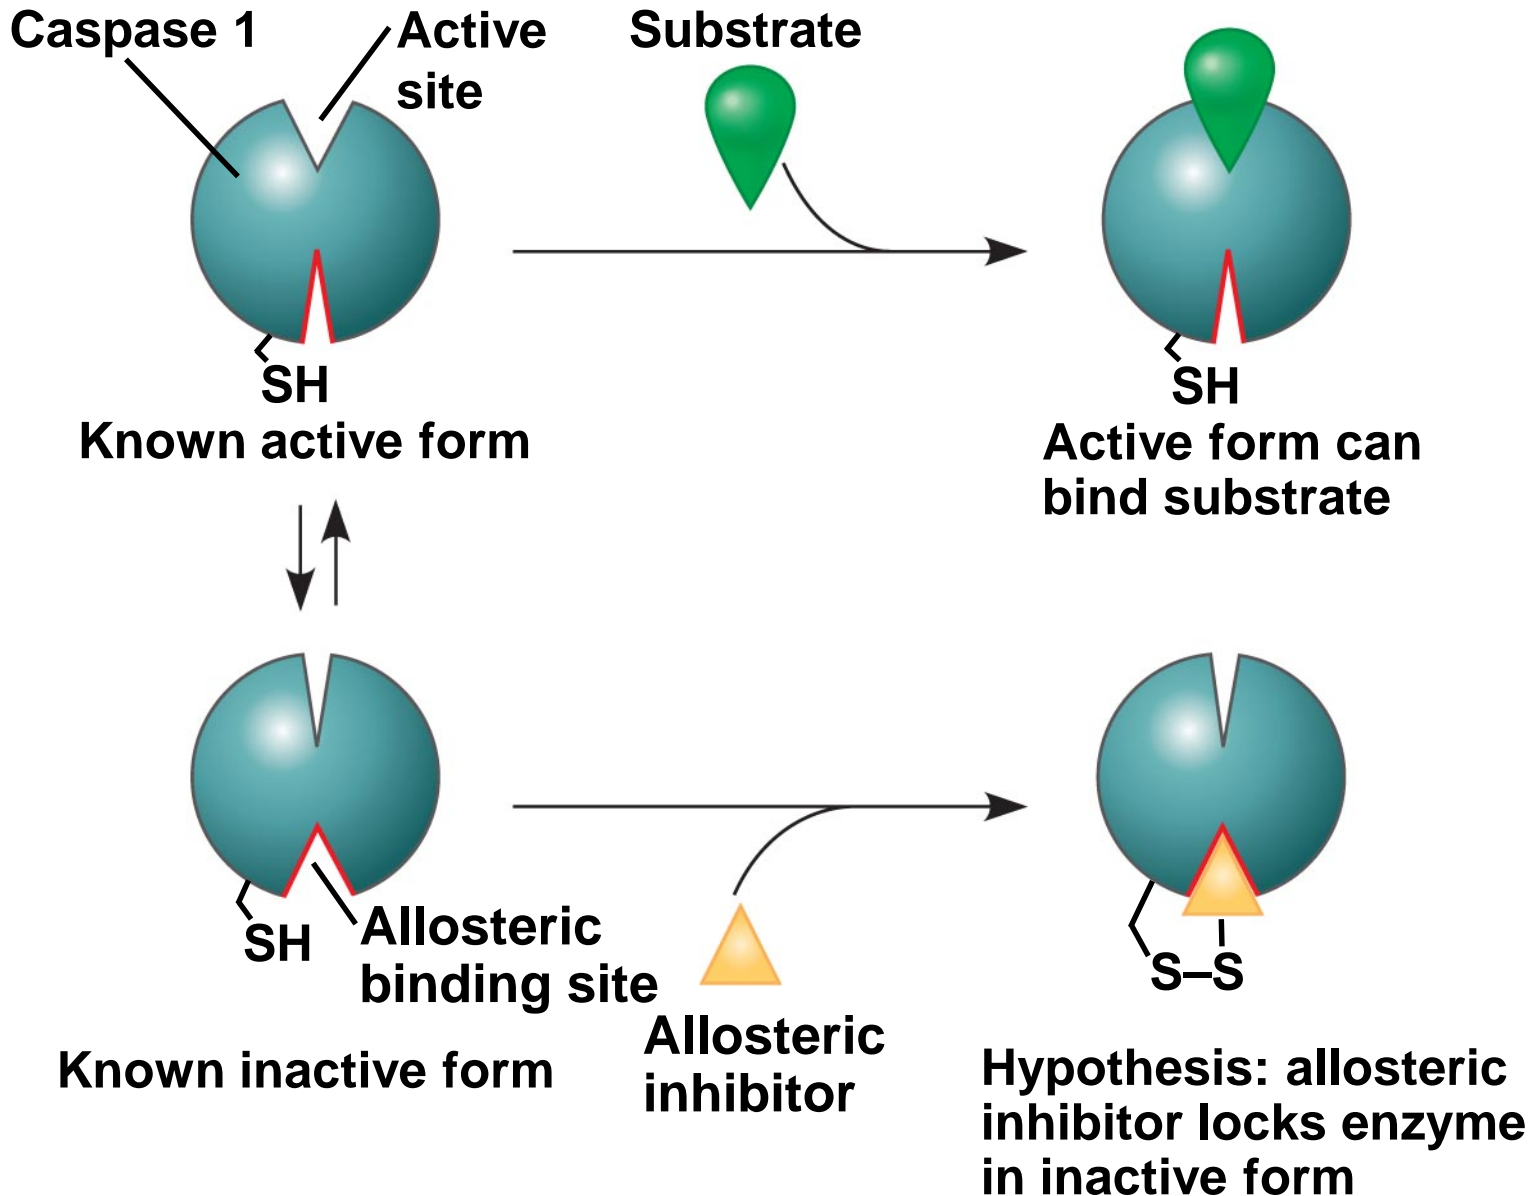 Caspase 1
Active
site
Substrate
SH
Known active form
SH
Active form can
bind substrate
SH
Allosteric
binding site
Known inactive form
Allosteric
inhibitor
S–S
Hypothesis: allosteric
inhibitor locks enzyme
in inactive form